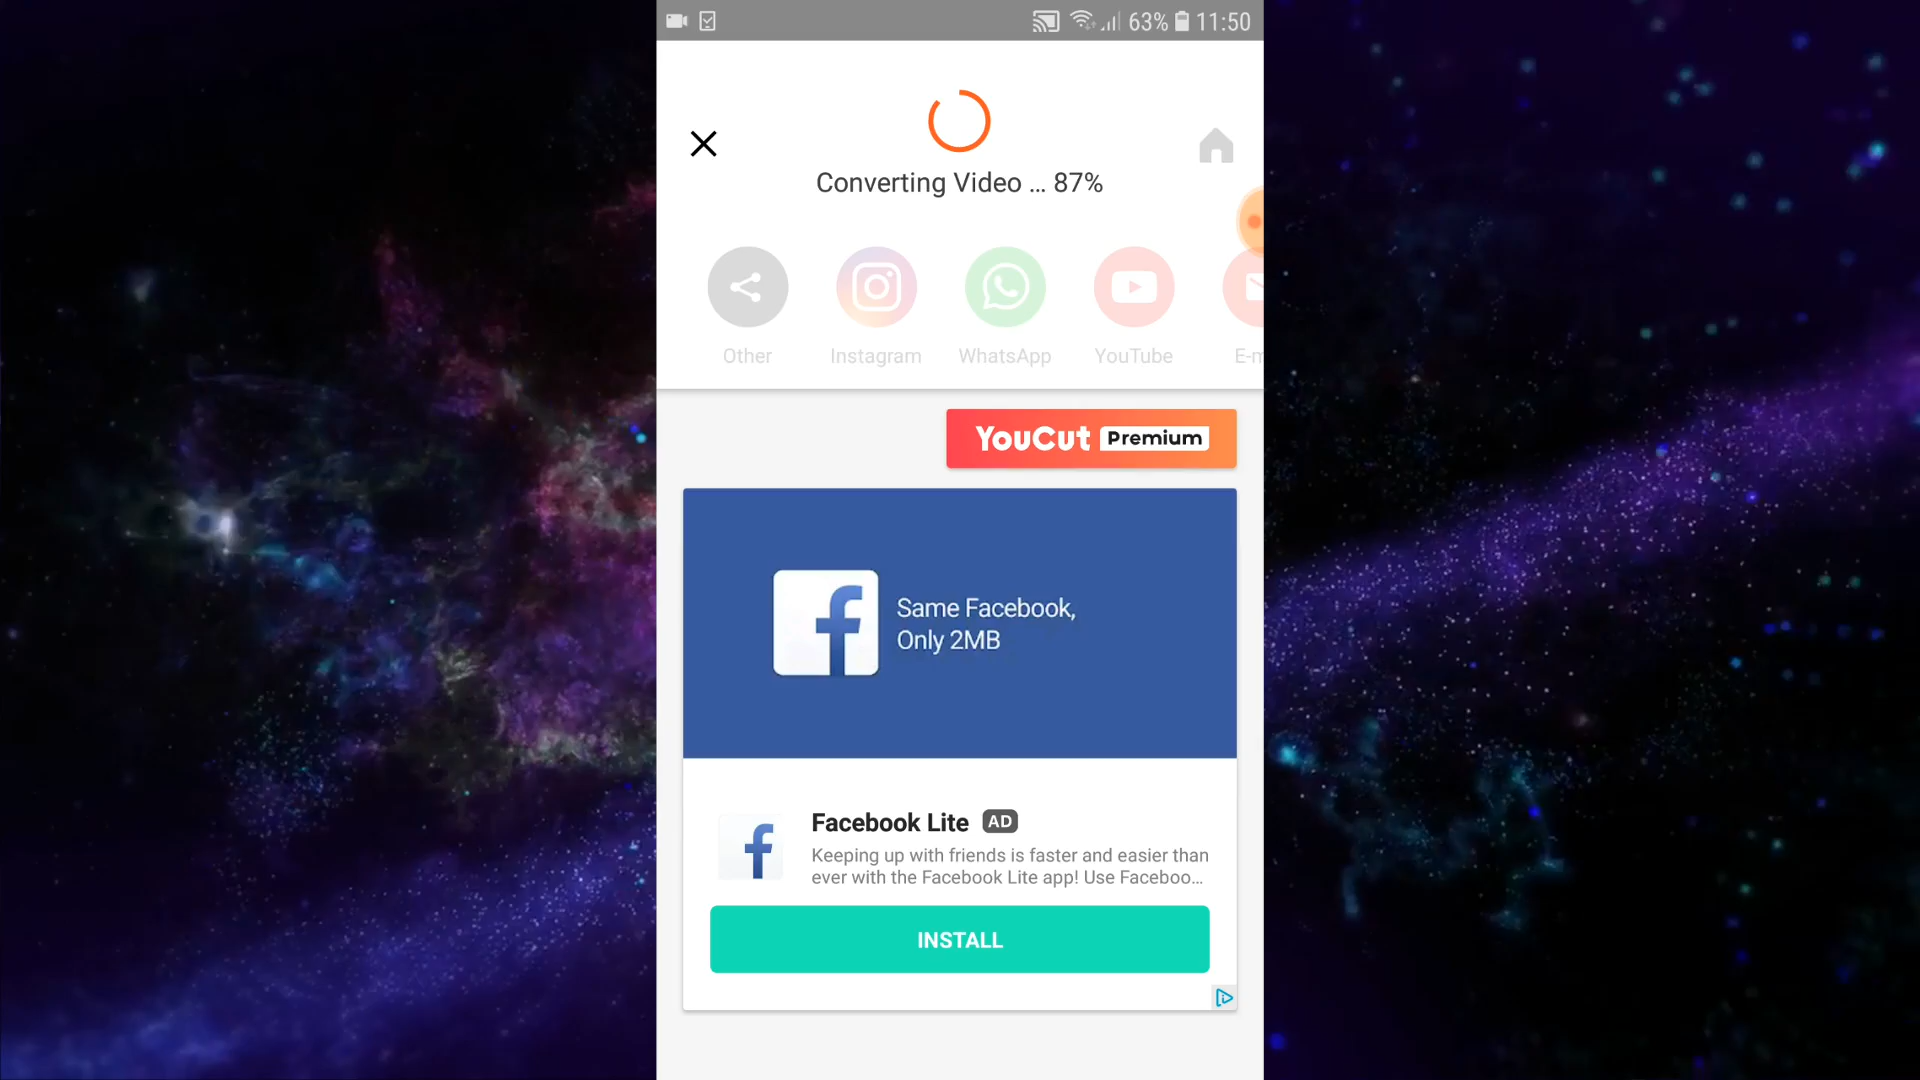 63% 11:50
Converting Video ... 87%
Other Instagram WhatsApp YouTube E-m
YouCut Premium
Same Facebook,
Only 2MB
Facebook Lite AD
Keeping up with friends is faster and easier than
ever with the Facebook Lite app! Use Faceboo...
INSTALL